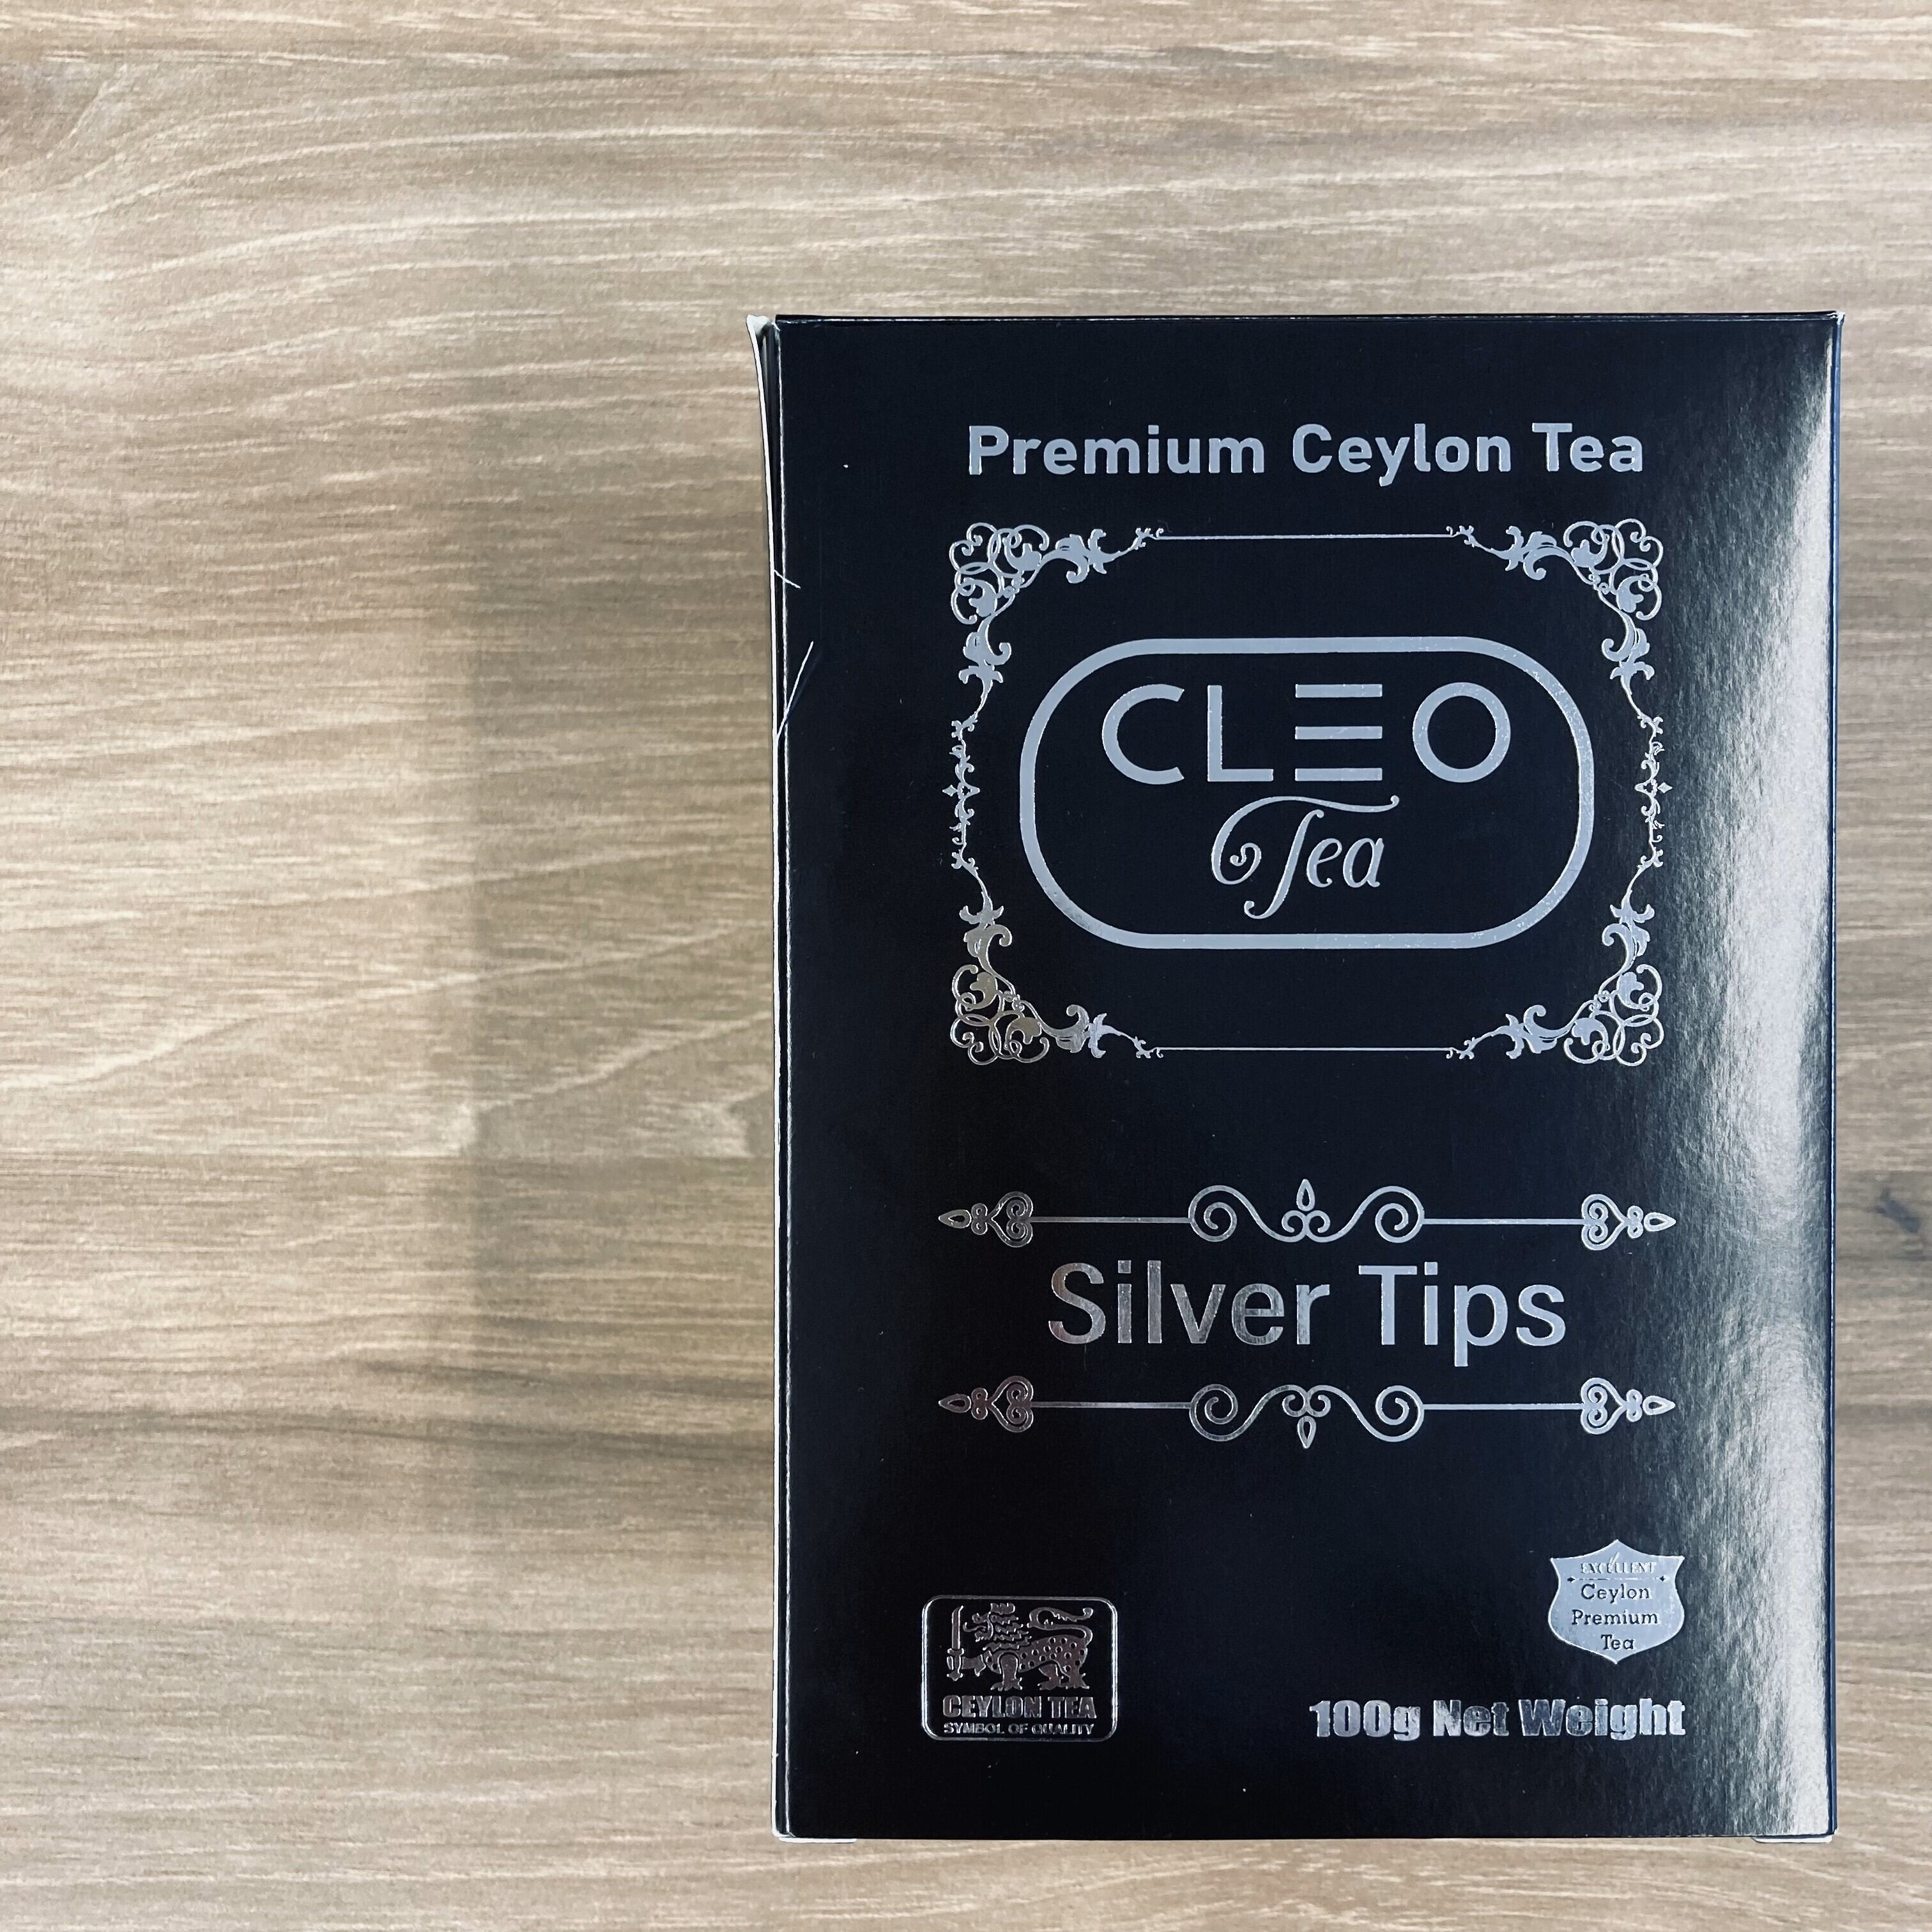 Premium Ceylon Tea
CLEO
Tea
Silver Tips
EXCELLENT
Ceylon
Premium
Tea
CEYLON TEA
SYMBOL OF QUALITY
100g Net Weight